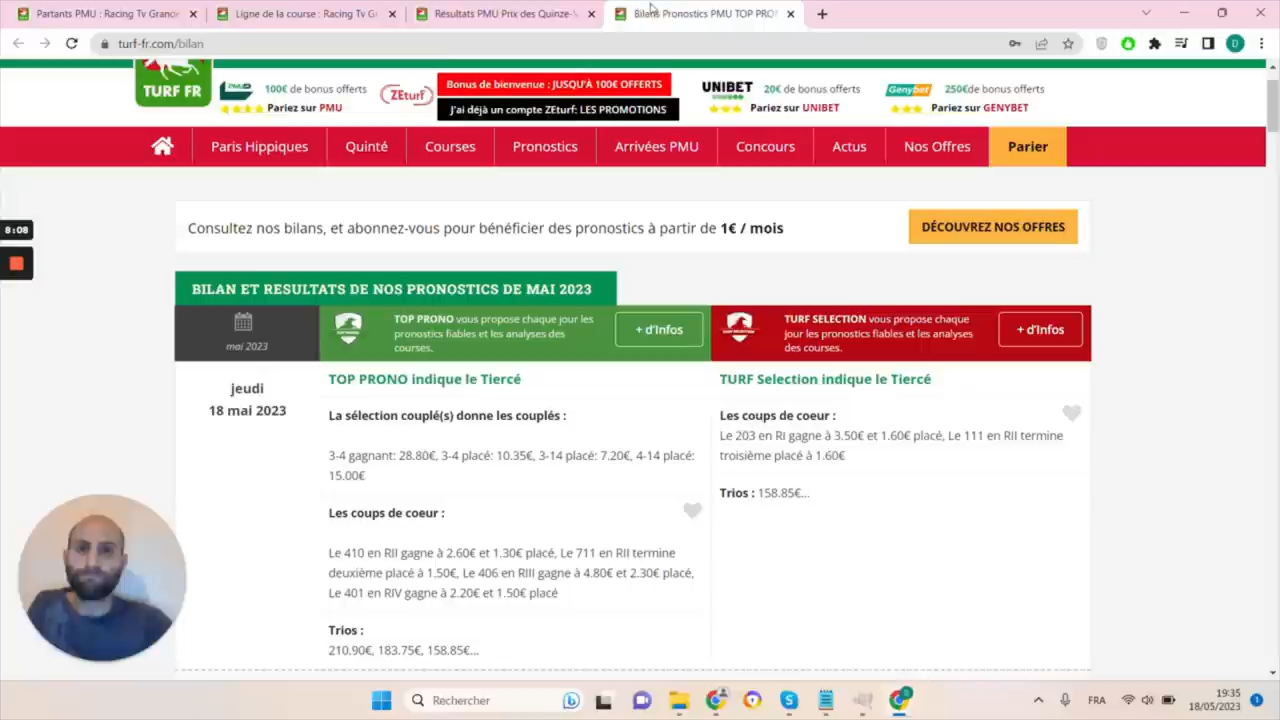 Partants PMU : Racing Tv Grand
Ligne de la course : Racing Tv G
Résultats PMU Prix des Quinze-V
Bilans Pronostics PMU TOP PRO
turf-fr.com/bilan
D
TURF FR
PMU
100€ de bonus offerts
Pariez sur PMU
ZEturf
Bonus de bienvenue : JUSQU'À 100€ OFFERTS
J'ai déjà un compte ZEturf: LES PROMOTIONS
UNIBET
20€ de bonus offerts
Pariez sur UNIBET
Genybet
250€de bonus offerts
Pariez sur GENYBET
Paris Hippiques
Quinté
Courses
Pronostics
Arrivées PMU
Concours
Actus
Nos Offres
Parier
8:08
Consultez nos bilans, et abonnez-vous pour bénéficier des pronostics à partir de 1€ / mois
DÉCOUVREZ NOS OFFRES
BILAN ET RESULTATS DE NOS PRONOSTICS DE MAI 2023
mai 2023
TOP PRONO vous propose chaque jour les
pronostics fiables et les analyses des
courses.
+ d'Infos
TURF SELECTION vous propose chaque
jour les pronostics fiables et les analyses
des courses.
+ d'Infos
jeudi
18 mai 2023
TOP PRONO indique le Tiercé
La sélection couplé(s) donne les couplés :
3-4 gagnant: 28.80€, 3-4 placé: 10.35€, 3-14 placé: 7.20€, 4-14 placé:
15.00€
Les coups de coeur :
Le 410 en RII gagne à 2.60€ et 1.30€ placé, Le 711 en RII termine
deuxième placé à 1.50€, Le 406 en RIII gagne à 4.80€ et 2.30€ placé,
Le 401 en RIV gagne à 2.20€ et 1.50€ placé
Trios :
210.90€, 183.75€, 158.85€...
TURF Selection indique le Tiercé
Les coups de coeur :
Le 203 en RI gagne à 3.50€ et 1.60€ placé, Le 111 en RII termine
troisième placé à 1.60€
Trios : 158.85€...
Rechercher
FRA
19:35
18/05/2023